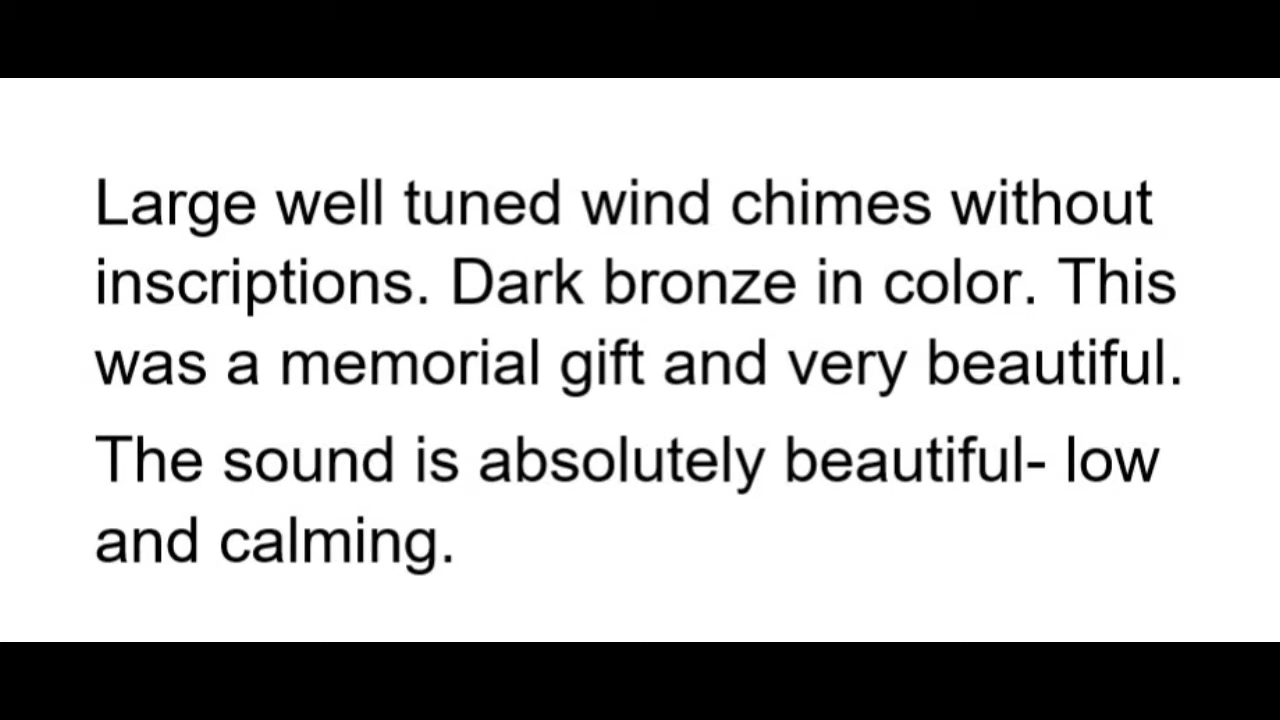 Large well tuned wind chimes without
inscriptions. Dark bronze in color. This
was a memorial gift and very beautiful.
The sound is absolutely beautiful- low
and calming.